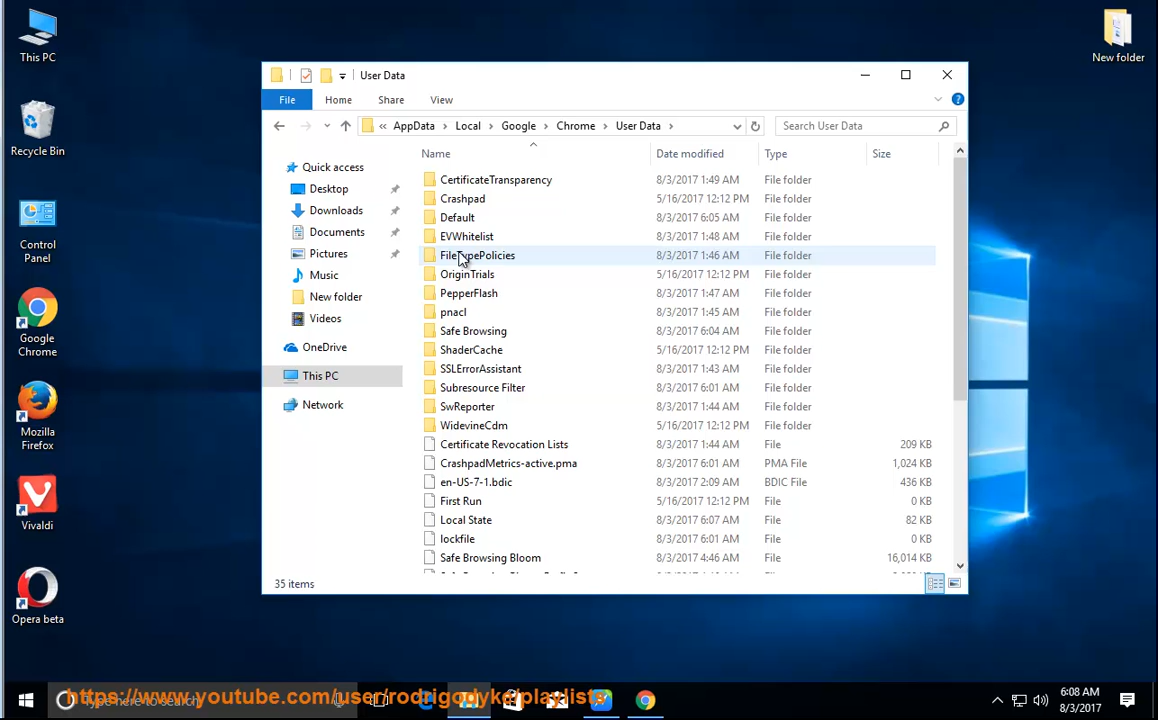 This PC
Recycle Bin
Control
Panel
Google
Chrome
Mozilla
Firefox
Vivaldi
Opera beta
New folder
User Data
File
Home
Share
View
« AppData › Local › Google › Chrome › User Data ›
Search User Data
Quick access
Desktop
Downloads
Documents
Pictures
Music
New folder
Videos
OneDrive
This PC
Network
Name Date modified Type Size
CertificateTransparency 8/3/2017 1:49 AM File folder
Crashpad 5/16/2017 12:12 PM File folder
Default 8/3/2017 6:05 AM File folder
EVWhitelist 8/3/2017 1:48 AM File folder
FileTypePolicies 8/3/2017 1:46 AM File folder
OriginTrials 5/16/2017 12:12 PM File folder
PepperFlash 8/3/2017 1:47 AM File folder
pnacl 8/3/2017 1:45 AM File folder
Safe Browsing 8/3/2017 6:04 AM File folder
ShaderCache 5/16/2017 12:12 PM File folder
SSLErrorAssistant 8/3/2017 1:43 AM File folder
Subresource Filter 8/3/2017 6:01 AM File folder
SwReporter 8/3/2017 1:44 AM File folder
WidevineCdm 5/16/2017 12:12 PM File folder
Certificate Revocation Lists 8/3/2017 1:44 AM File 209 KB
CrashpadMetrics-active.pma 8/3/2017 6:01 AM PMA File 1,024 KB
en-US-7-1.bdic 8/3/2017 2:09 AM BDIC File 436 KB
First Run 5/16/2017 12:12 PM File 0 KB
Local State 8/3/2017 6:07 AM File 82 KB
lockfile 8/3/2017 6:01 AM File 0 KB
Safe Browsing Bloom 8/3/2017 4:46 AM File 16,014 KB
35 items
Type here to search
https://www.youtube.com/user/rodrigodyke/playlists
6:08 AM
8/3/2017